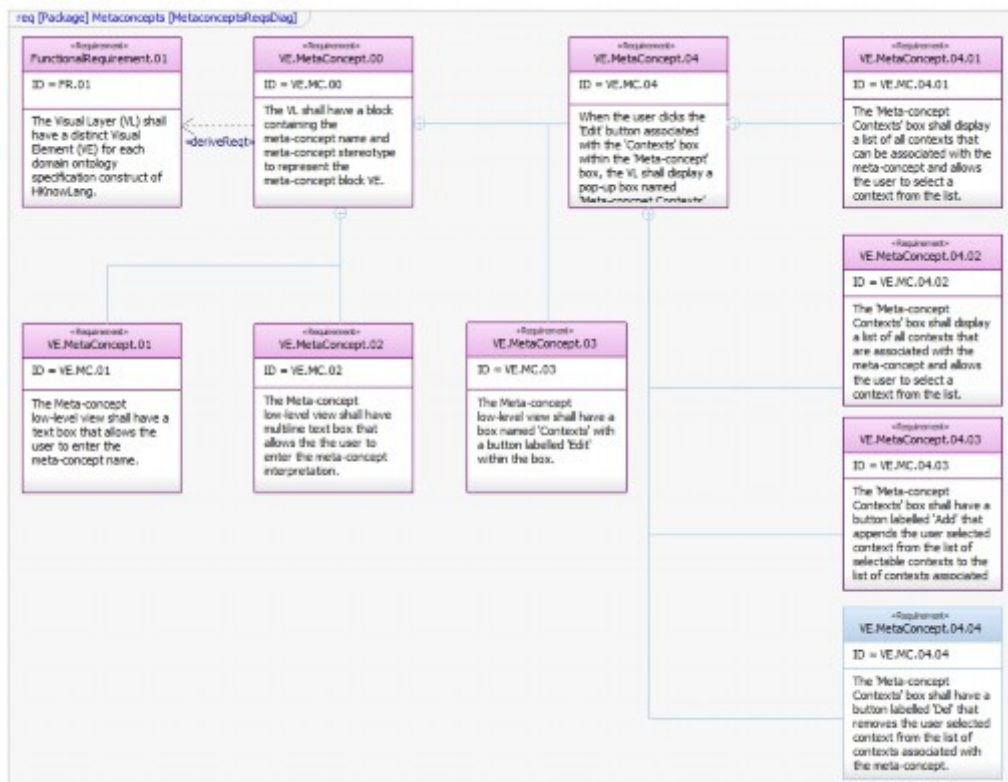 req [Package] Metaconcepts [MetaconceptsReqsDiag]
«Requirement»
FunctionalRequirement.01
ID = FR.01
The Visual Layer (VL) shall
have a distinct Visual
Element (VE) for each
domain ontology
specification construct of
HKnowLang.
«deriveReqt»
«Requirement»
VE.MetaConcept.00
ID = VE.MC.00
The VL shall have a block
containing the
meta-concept name and
meta-concept stereotype
to represent the
meta-concept block VE.
«Requirement»
VE.MetaConcept.04
ID = VE.MC.04
When the user clicks the
'Edit' button associated
with the 'Contexts' box
within the 'Meta-concept'
box, the VL shall display a
pop-up box named
'Meta-concpet Contexts'
«Requirement»
VE.MetaConcept.04.01
ID = VE.MC.04.01
The 'Meta-concept
Contexts' box shall display
a list of all contexts that
can be associated with the
meta-concept and allows
the user to select a
context from the list.
«Requirement»
VE.MetaConcept.04.02
ID = VE.MC.04.02
The 'Meta-concept
Contexts' box shall display
a list of all contexts that
are associated with the
meta-concept and allows
the user to select a
context from the list.
«Requirement»
VE.MetaConcept.01
ID = VE.MC.01
The Meta-concept
low-level view shall have a
text box that allows the
user to enter the
meta-concept name.
«Requirement»
VE.MetaConcept.02
ID = VE.MC.02
The Meta-concept
low-level view shall have
multiline text box that
allows the the user to
enter the meta-concept
interpretation.
«Requirement»
VE.MetaConcept.03
ID = VE.MC.03
The Meta-concept
low-level view shall have a
box named 'Contexts' with
a button labelled 'Edit'
within the box.
«Requirement»
VE.MetaConcept.04.03
ID = VE.MC.04.03
The 'Meta-concept
Contexts' box shall have a
button labelled 'Add' that
appends the user selected
context from the list of
selectable contexts to the
list of contexts associated
«Requirement»
VE.MetaConcept.04.04
ID = VE.MC.04.04
The 'Meta-concept
Contexts' box shall have a
button labelled 'Del' that
removes the user selected
context from the list of
contexts associated with
the meta-concept.